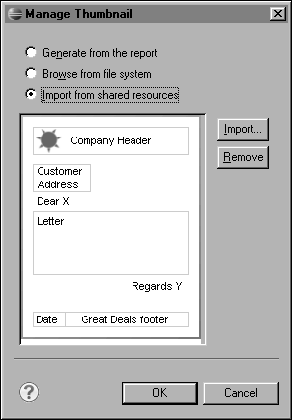 Manage Thumbnail
Generate from the report
Browse from file system
Import from shared resources
Company Header
Import...
Remove
Customer
Address
Dear X
Letter
Regards Y
Date Great Deals footer
?
OK Cancel